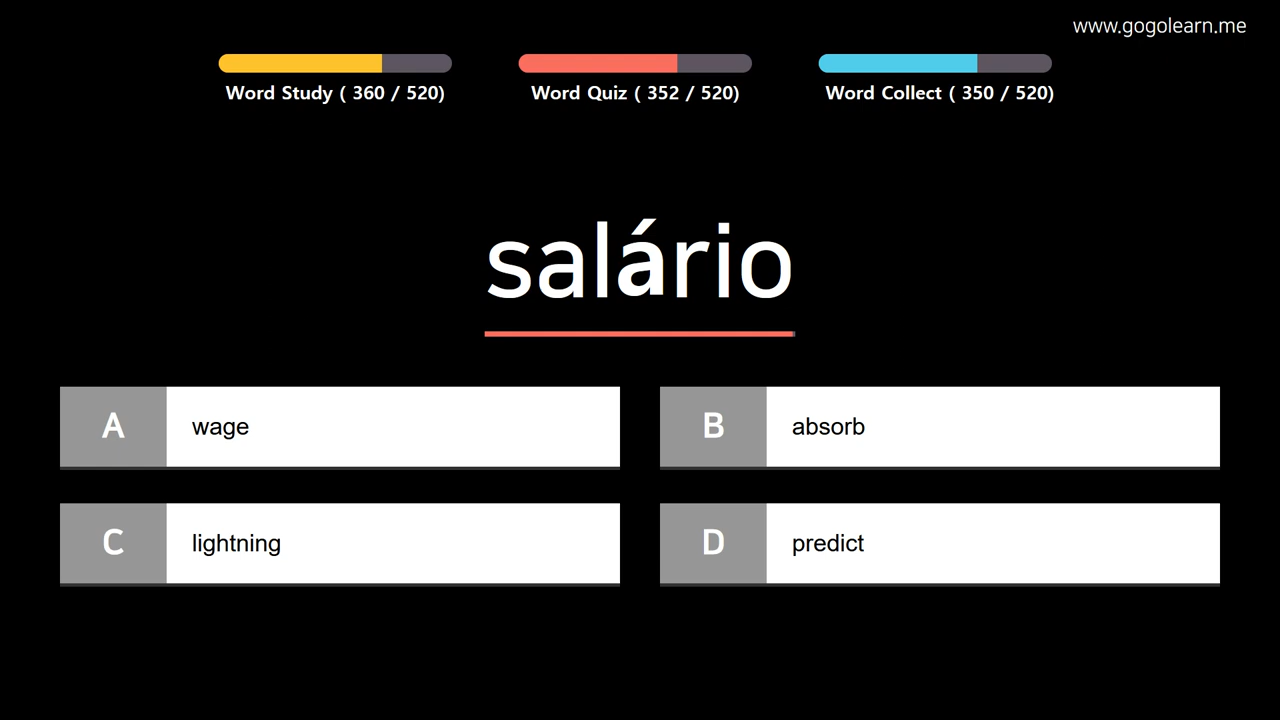 www.gogolearn.me
Word Study ( 360 / 520)
Word Quiz ( 352 / 520)
Word Collect ( 350 / 520)
salário
A wage
B absorb
C lightning
D predict